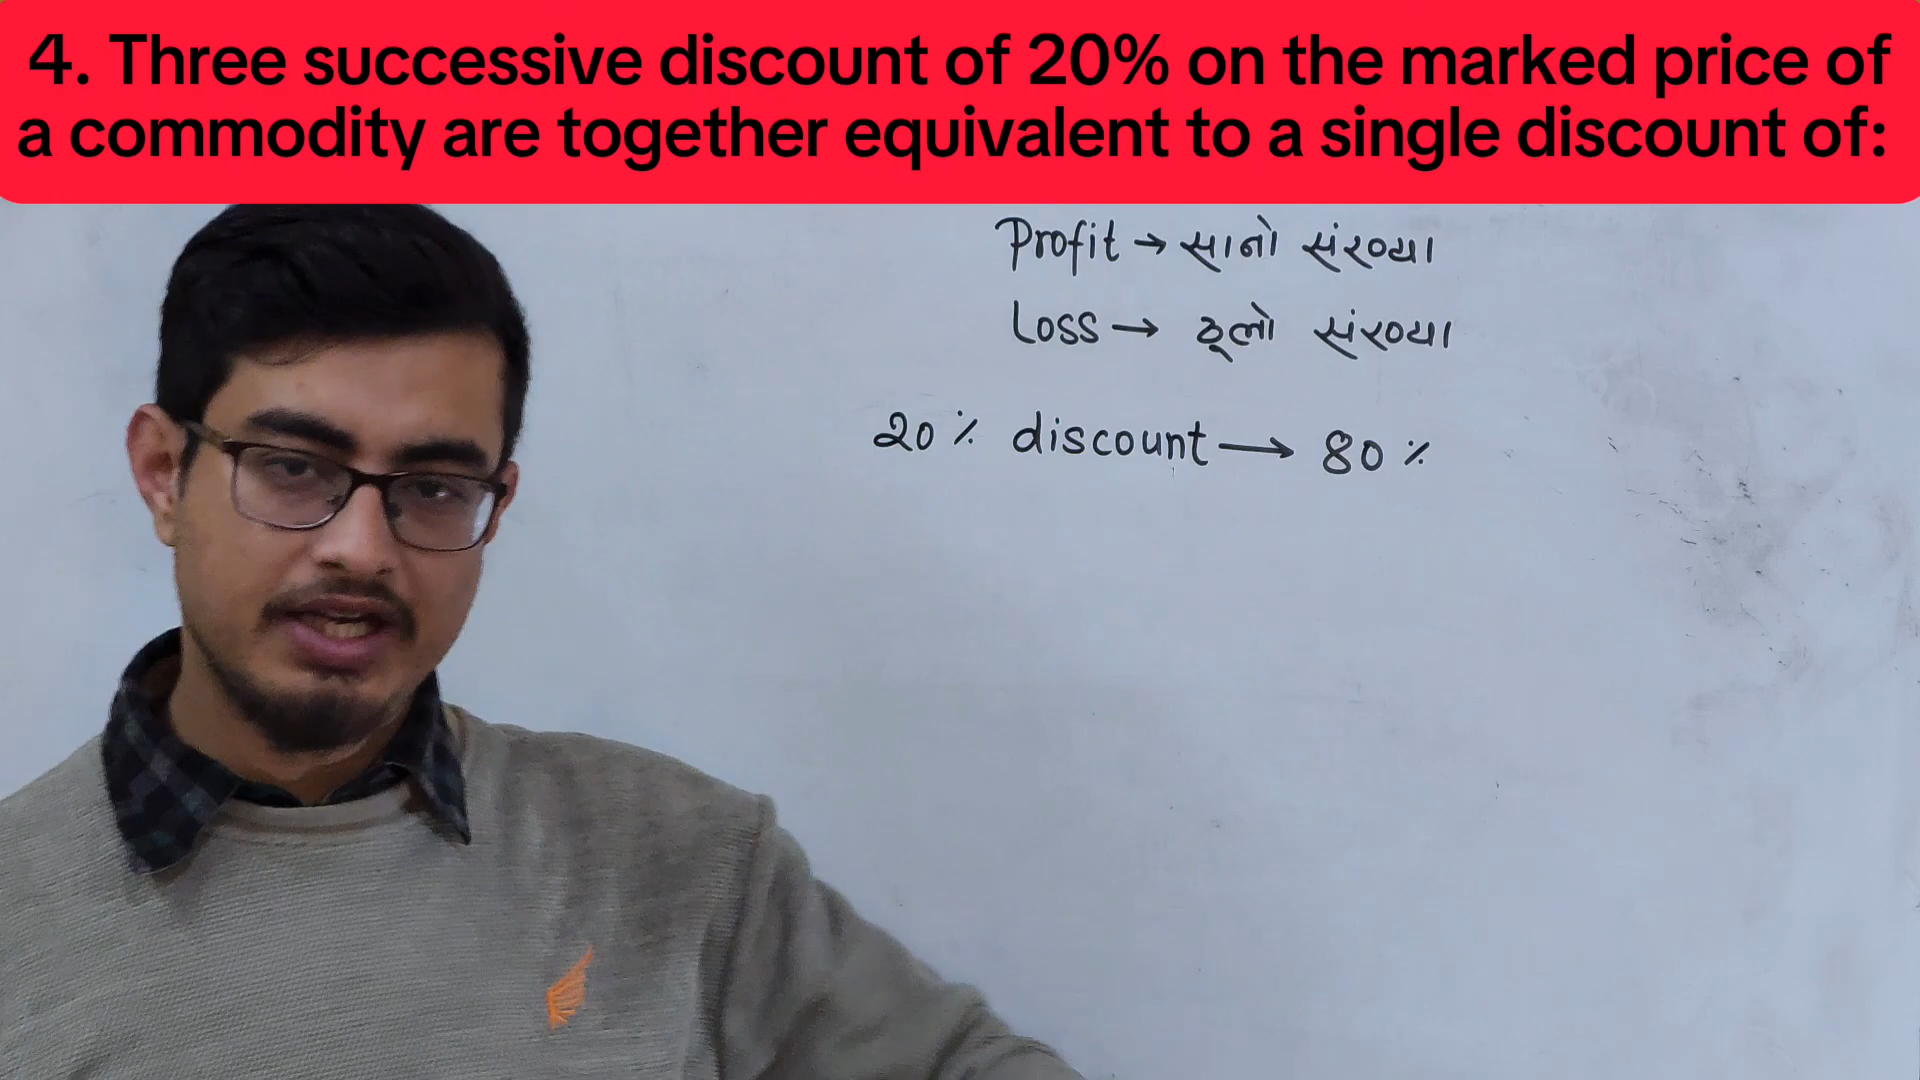 4. Three successive discount of 20% on the marked price of
a commodity are together equivalent to a single discount of:
Profit → सानो संख्या
Loss → ठूलो संख्या
20 % discount → 80 %